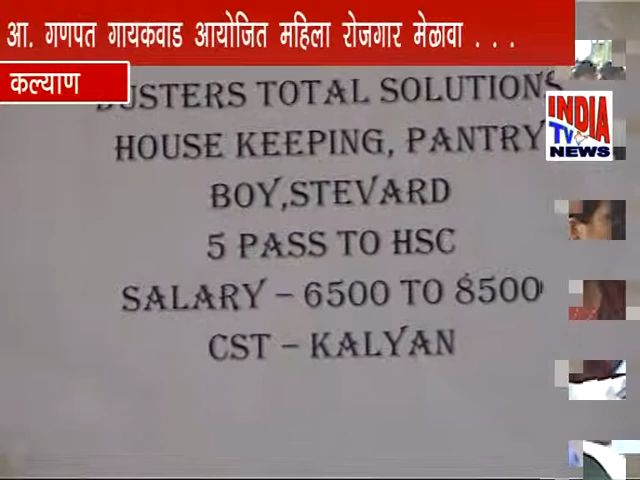 आ. गणपत गायकवाड आयोजित महिला रोजगार मेळावा . . .
कल्याण
DUSTERS TOTAL SOLUTIONS
HOUSE KEEPING, PANTRY
BOY,STEVARD
5 PASS TO HSC
SALARY – 6500 TO 8500
CST – KALYAN
INDIA
TV
NEWS